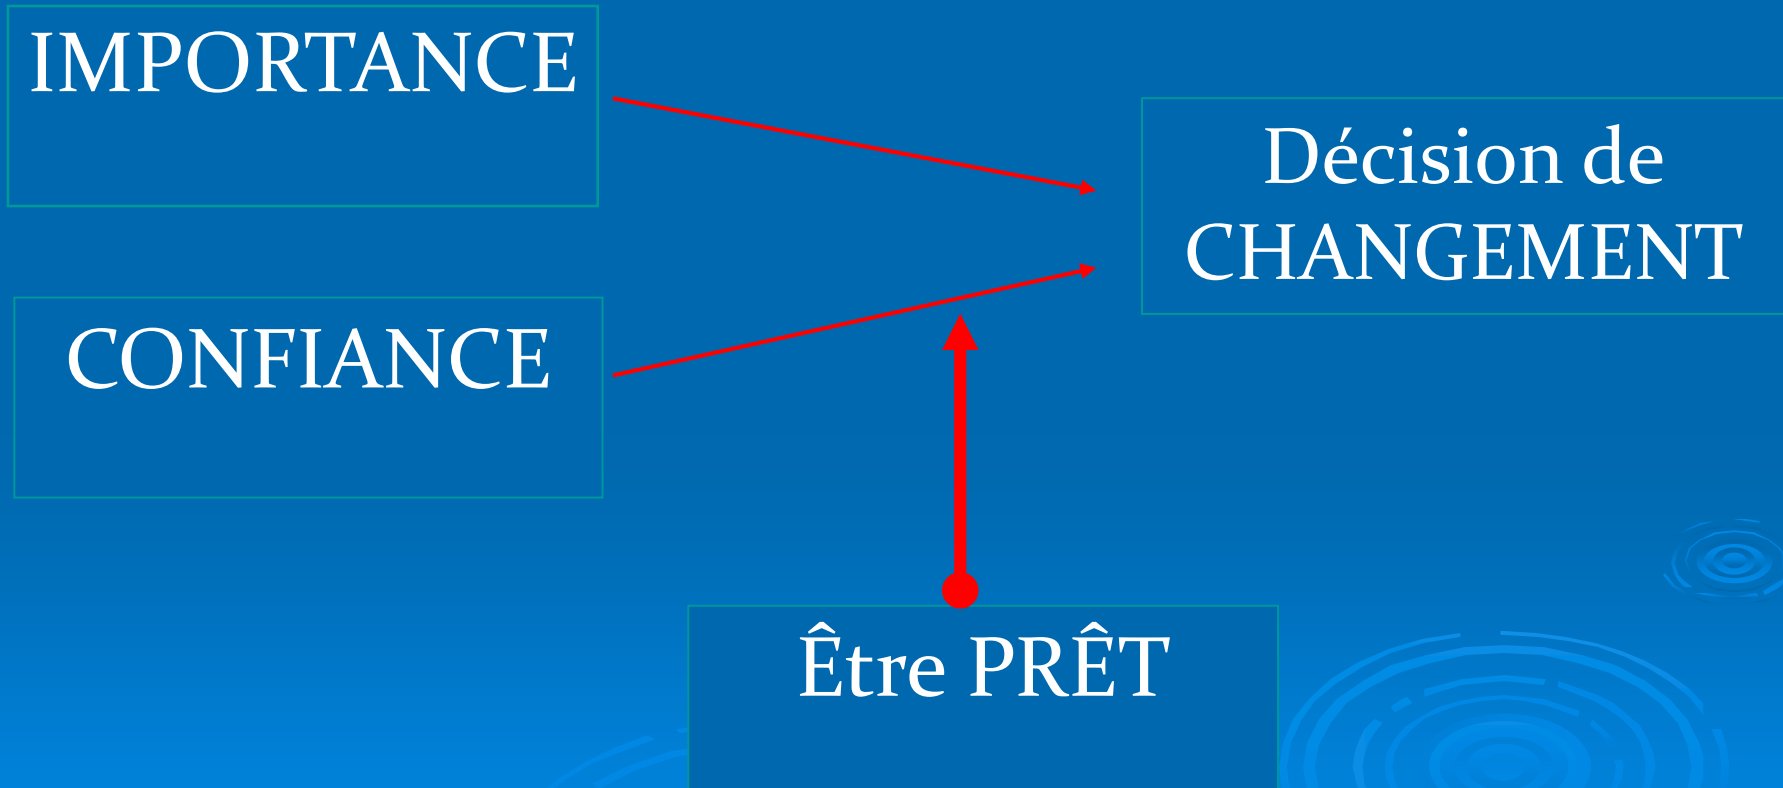 IMPORTANCE
Décision de
CHANGEMENT
CONFIANCE
Être PRÊT